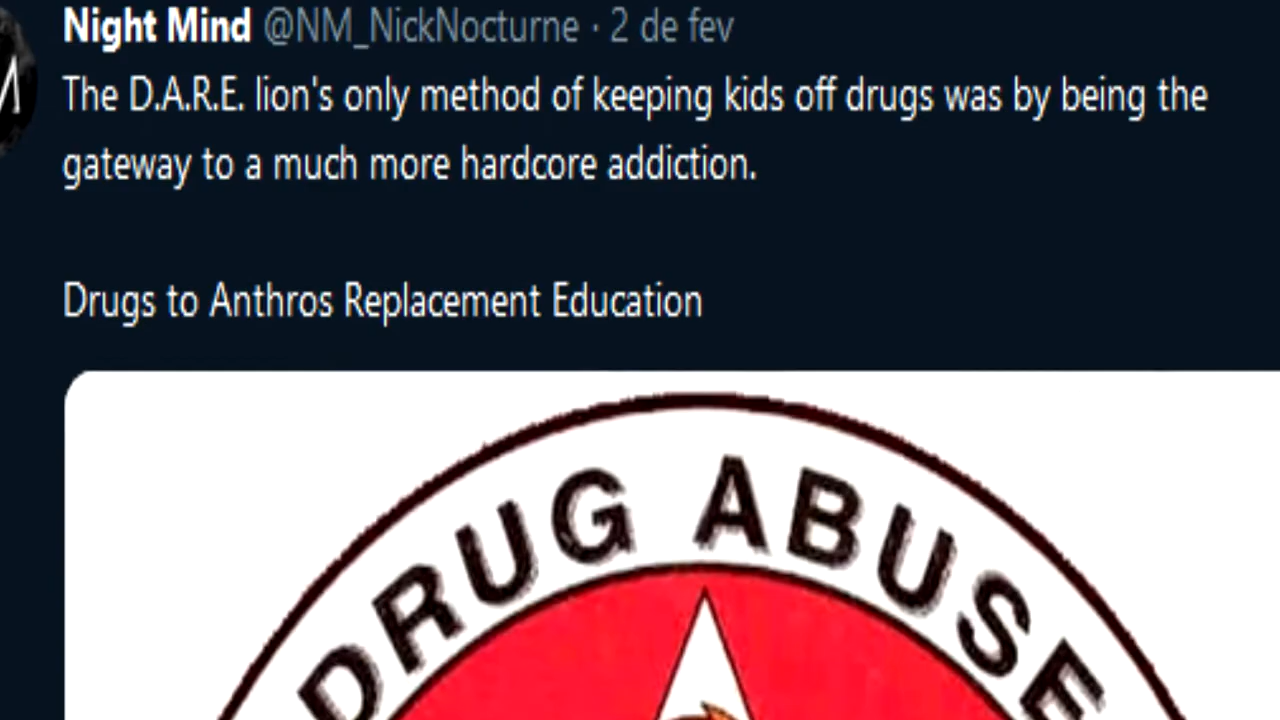 Night Mind @NM_NickNocturne · 2 de fev
The D.A.R.E. lion's only method of keeping kids off drugs was by being the
gateway to a much more hardcore addiction.
Drugs to Anthros Replacement Education
DRUG ABUSE